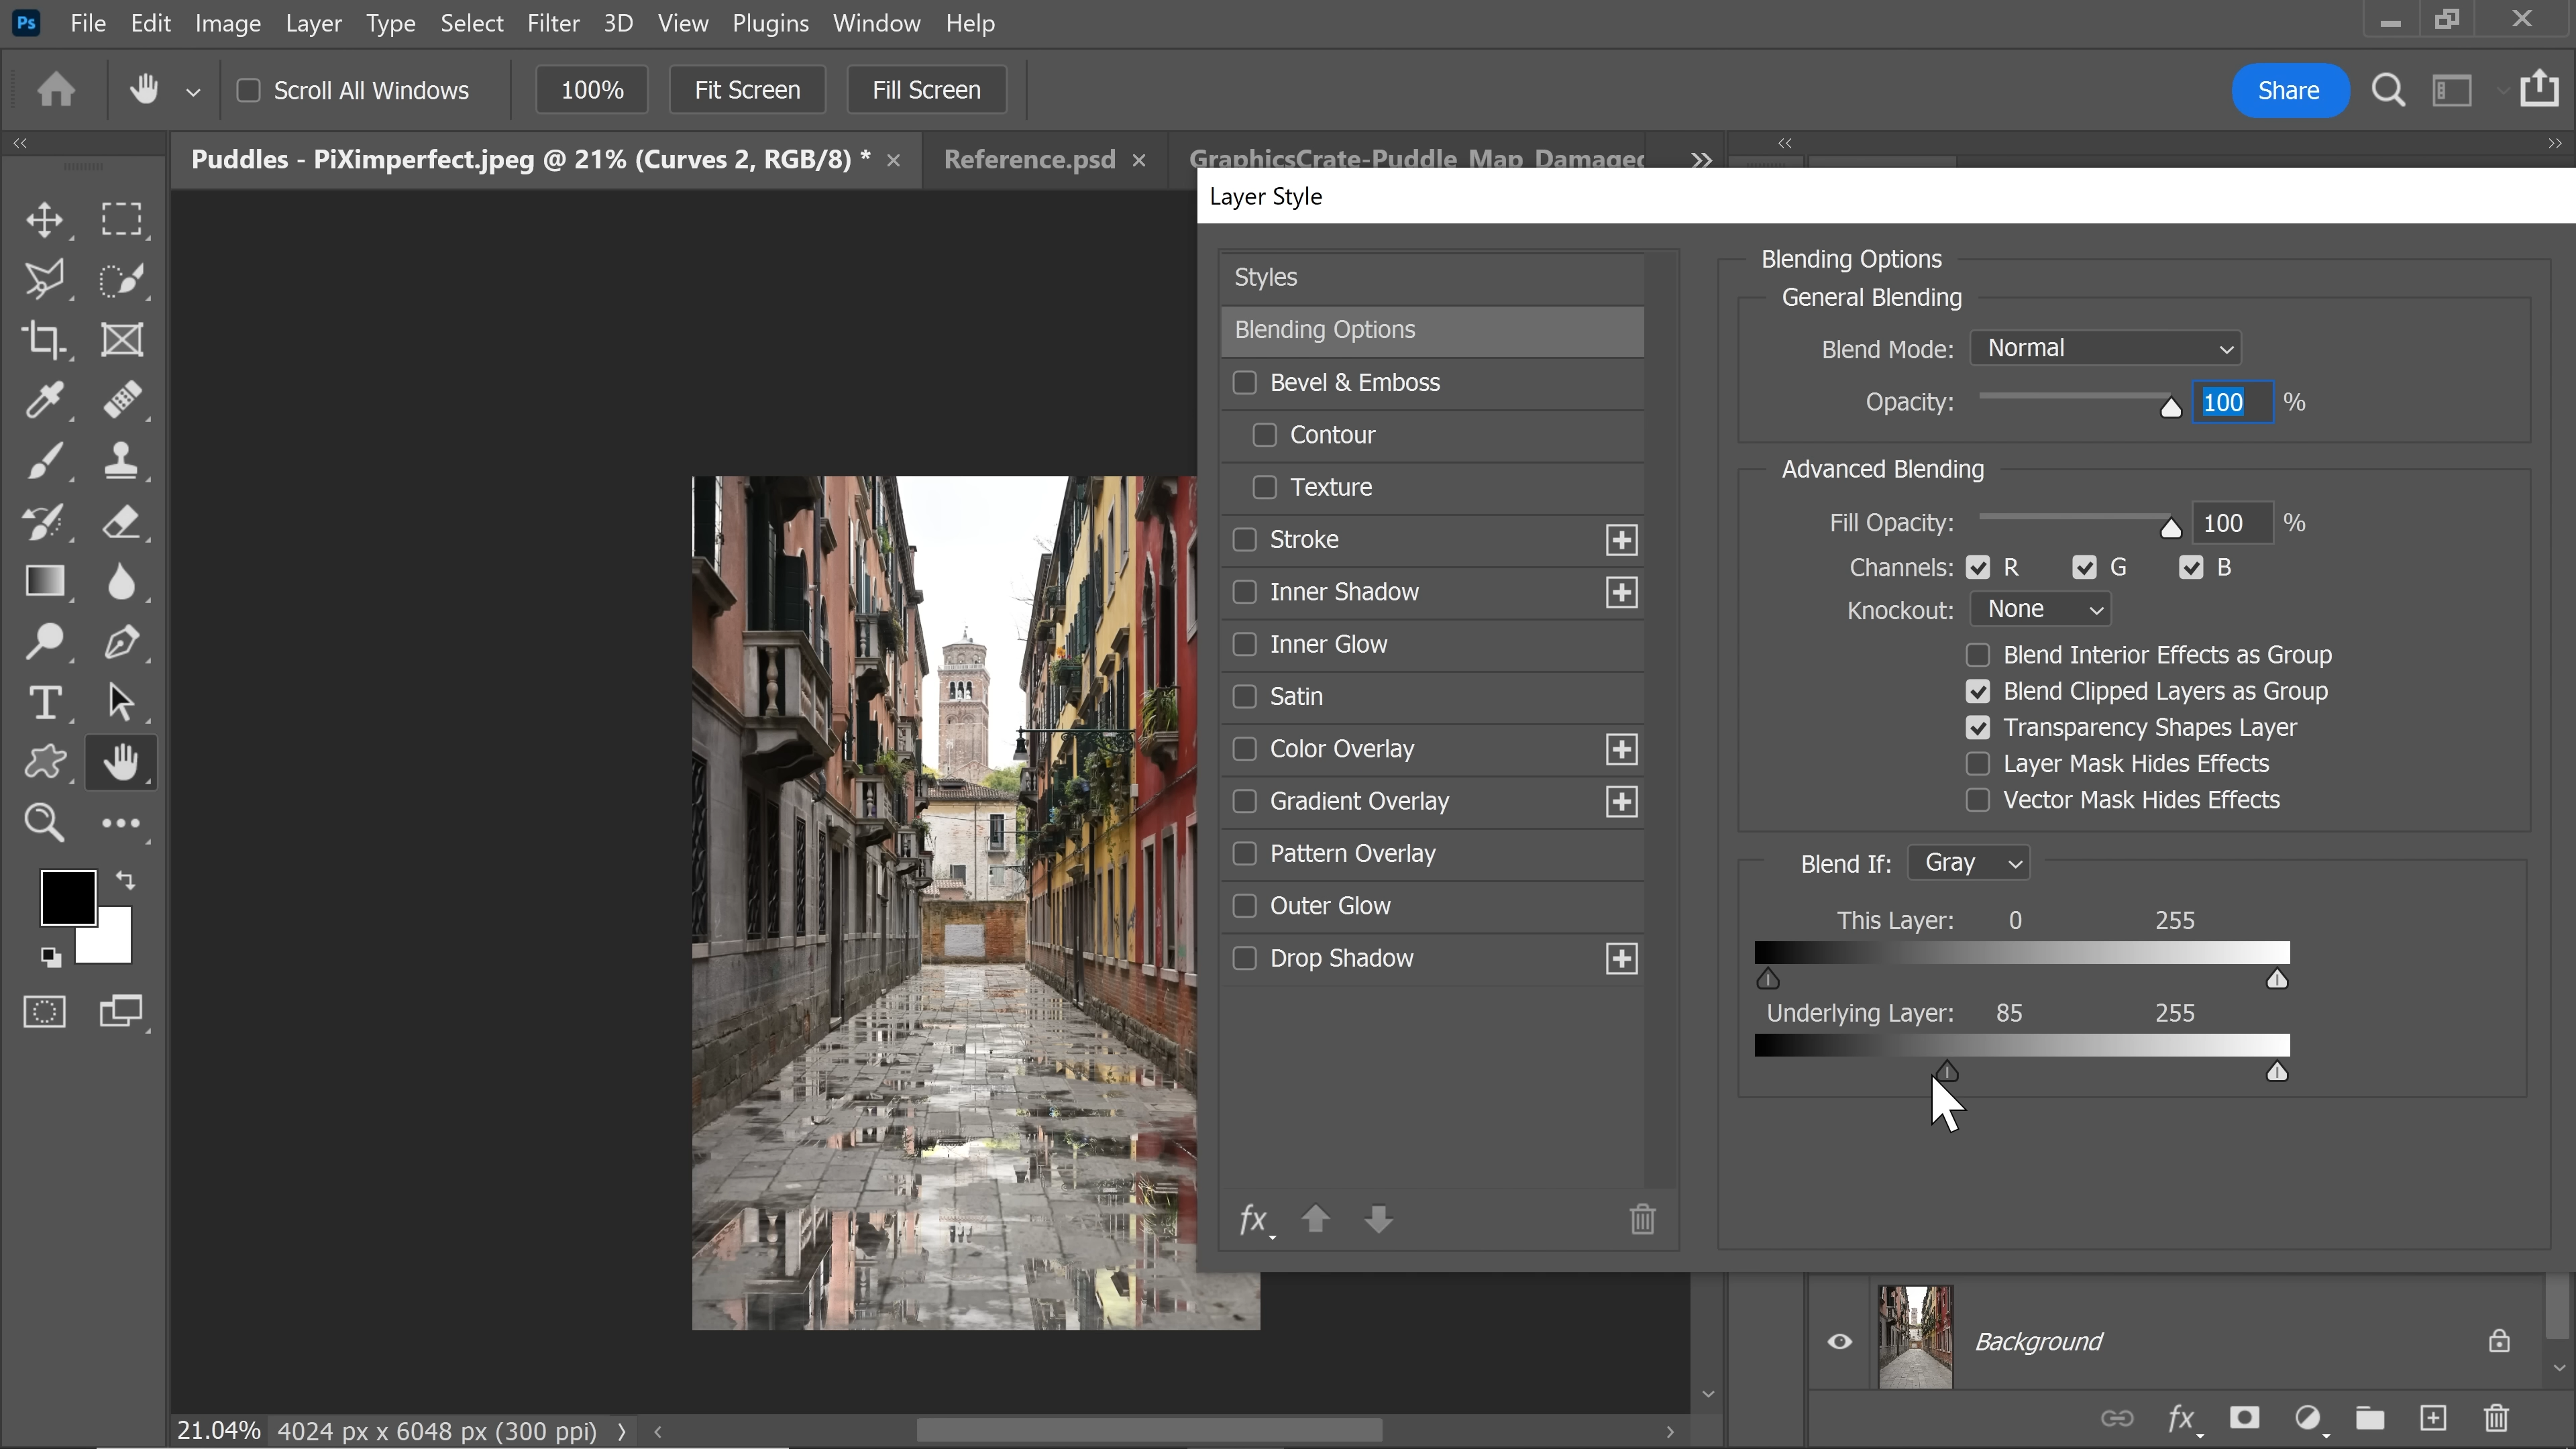 Ps File Edit Image Layer Type Select Filter 3D View Plugins Window Help
Scroll All Windows 100% Fit Screen Fill Screen Share
Puddles - PiXimperfect.jpeg @ 21% (Curves 2, RGB/8) * × Reference.psd × GraphicsCrate-Puddle Map Damaged
Layer Style
Styles
Blending Options
Bevel & Emboss
Contour
Texture
Stroke
Inner Shadow
Inner Glow
Satin
Color Overlay
Gradient Overlay
Pattern Overlay
Outer Glow
Drop Shadow
fx
Blending Options
General Blending
Blend Mode: Normal
Opacity: 100 %
Advanced Blending
Fill Opacity: 100 %
Channels: R G B
Knockout: None
Blend Interior Effects as Group
Blend Clipped Layers as Group
Transparency Shapes Layer
Layer Mask Hides Effects
Vector Mask Hides Effects
Blend If: Gray
This Layer: 0 255
Underlying Layer: 85 255
Background
fx
21.04% 4024 px x 6048 px (300 ppi)